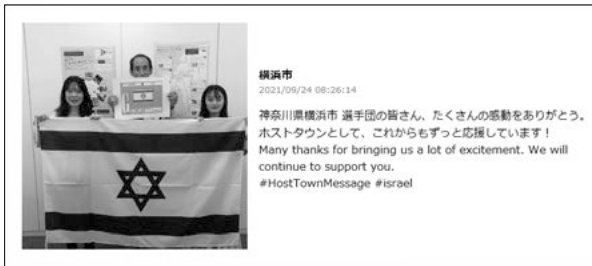 横浜市
2021/09/24 08:26:14
神奈川県横浜市 選手団の皆さん、たくさんの感動をありがとう。
ホストタウンとして、これからもずっと応援しています！
Many thanks for bringing us a lot of excitement. We will
continue to support you.
#HostTownMessage #israel